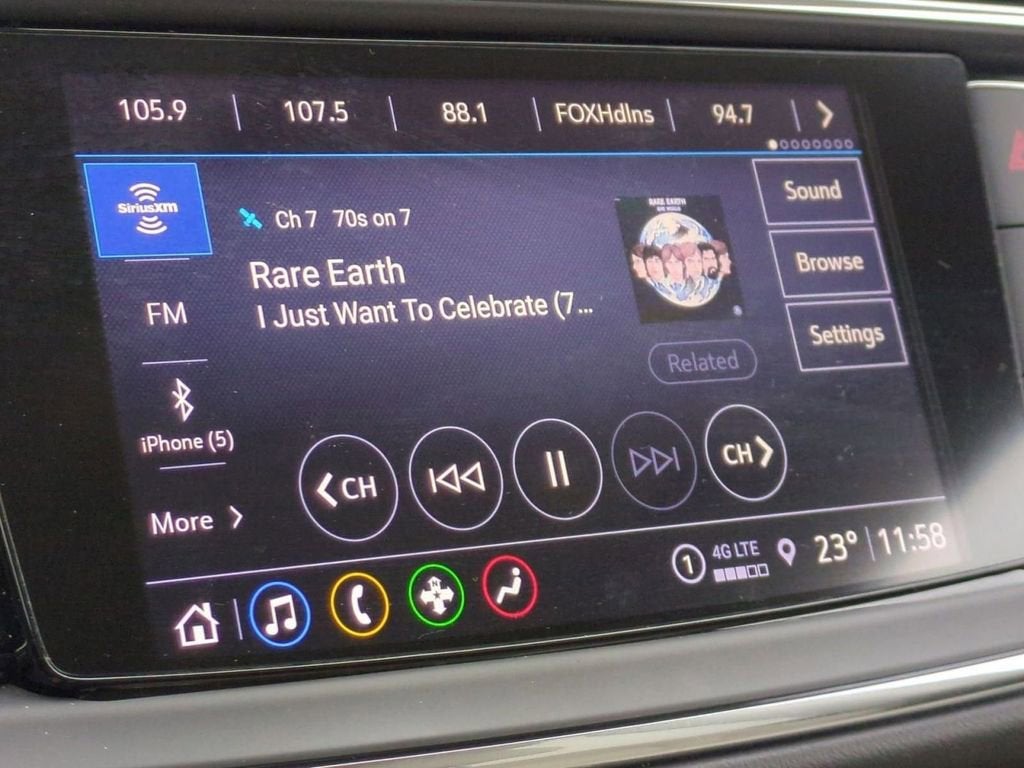 105.9 107.5 88.1 FOXHdlns 94.7
SiriusXM
Ch 7 70s on 7
RARE EARTH
Sound
Rare Earth
Browse
I Just Want To Celebrate (7...
FM
Settings
Related
iPhone (5)
CH CH
More
1 4G LTE 23° 11:58
N